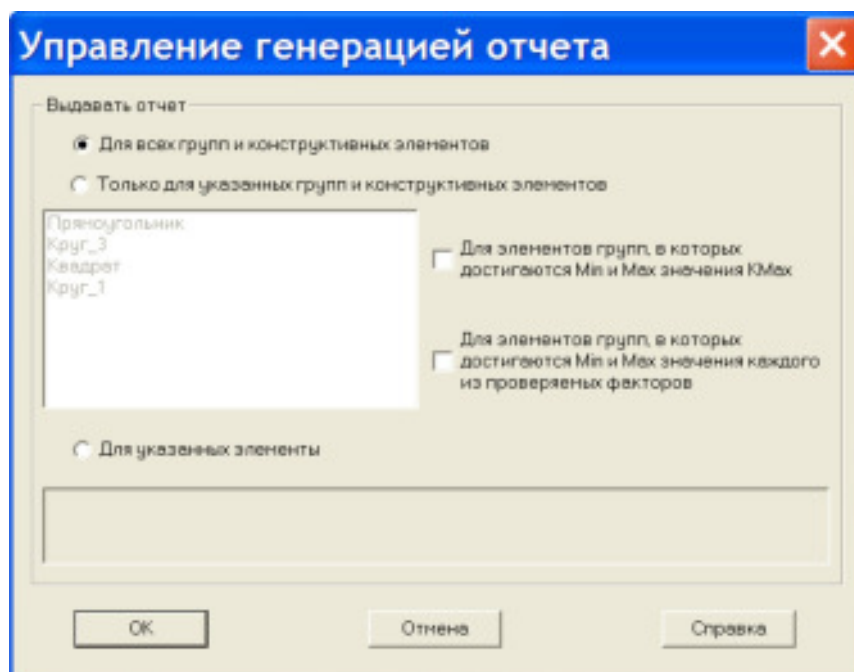 Управление генерацией отчета
Выдавать отчет
Для всех групп и конструктивных элементов
Только для указанных групп и конструктивных элементов
Прямоугольник
Круг_3
Квадрат
Круг_1
Для элементов групп, в которых
достигаются Min и Max значения KMax
Для элементов групп, в которых
достигаются Min и Max значения каждого
из проверяемых факторов
Для указанных элементы
OK
Отмена
Справка